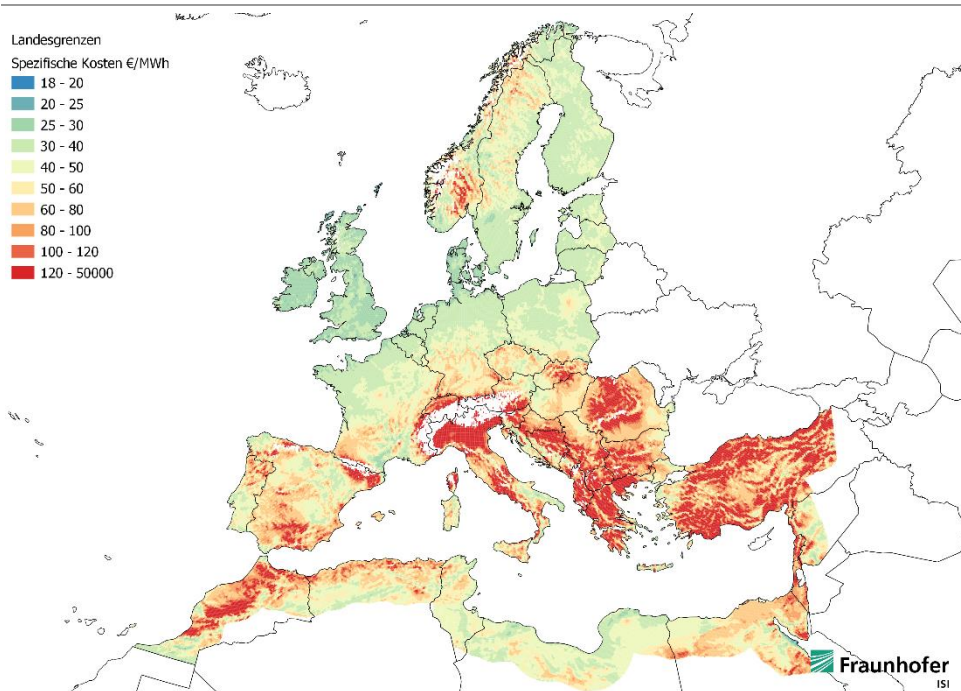 Landesgrenzen
Spezifische Kosten €/MWh
18 - 20
20 - 25
25 - 30
30 - 40
40 - 50
50 - 60
60 - 80
80 - 100
100 - 120
120 - 50000
Fraunhofer
ISI